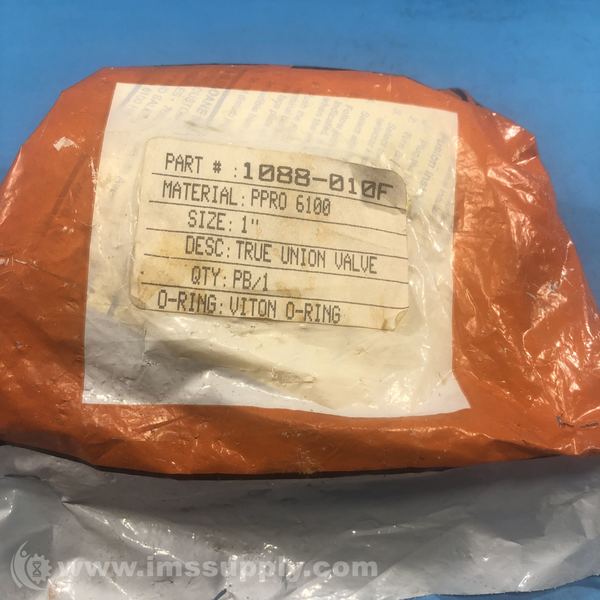 PART # : 1088-010F
MATERIAL: PPRO 6100
SIZE: 1"
DESC: TRUE UNION VALVE
QTY: PB/1
O-RING: VITON O-RING
www.imssupply.com